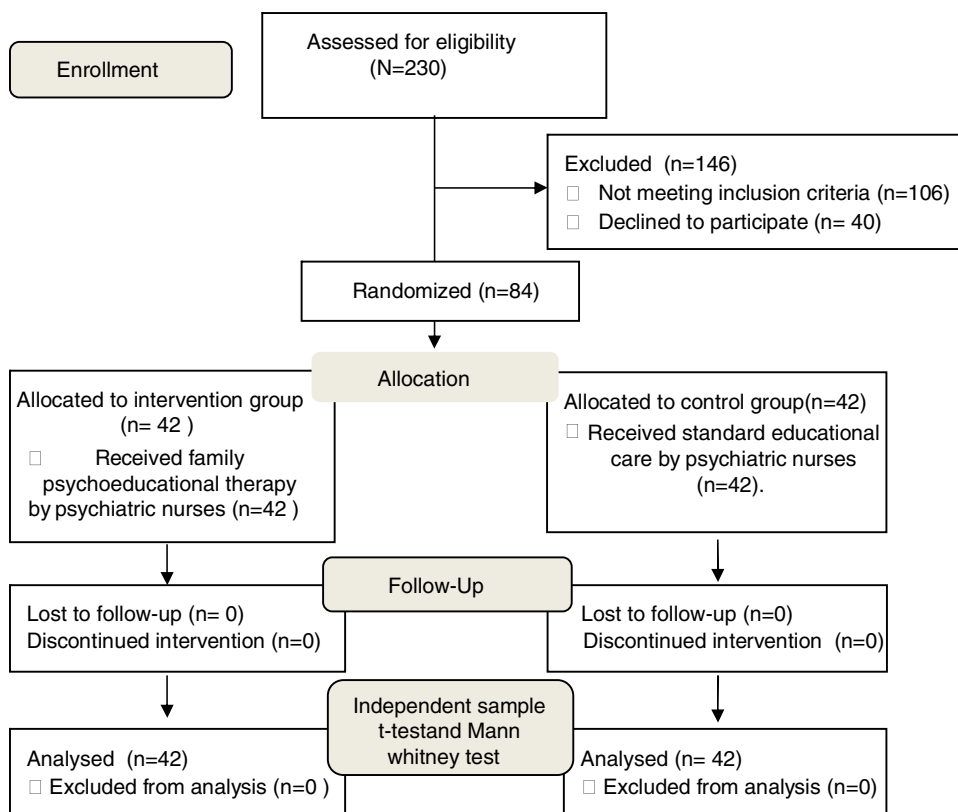 Assessed for eligibility
(N=230)
Enrollment
Excluded (n=146)
□ Not meeting inclusion criteria (n=106)
□ Declined to participate (n= 40)
Randomized (n=84)
Allocation
Allocated to intervention group
(n= 42 )
□ Received family
psychoeducational therapy
by psychiatric nurses (n=42 )
Allocated to control group(n=42)
□ Received standard educational
care by psychiatric nurses
(n=42).
Follow-Up
Lost to follow-up (n= 0)
Discontinued intervention (n=0)
Lost to follow-up (n=0)
Discontinued intervention (n=0)
Independent sample
t-testand Mann
whitney test
Analysed (n=42)
□ Excluded from analysis (n=0 )
Analysed (n= 42)
□ Excluded from analysis (n=0)